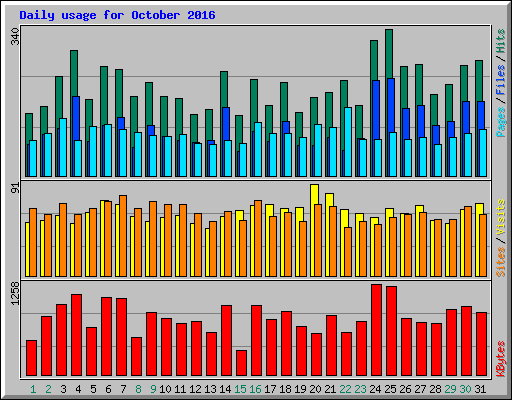 Daily usage for October 2016
340
Pages / Files / Hits
91
Sites / Visits
1258
KBytes
1 2 3 4 5 6 7 8 9 10 11 12 13 14 15 16 17 18 19 20 21 22 23 24 25 26 27 28 29 30 31